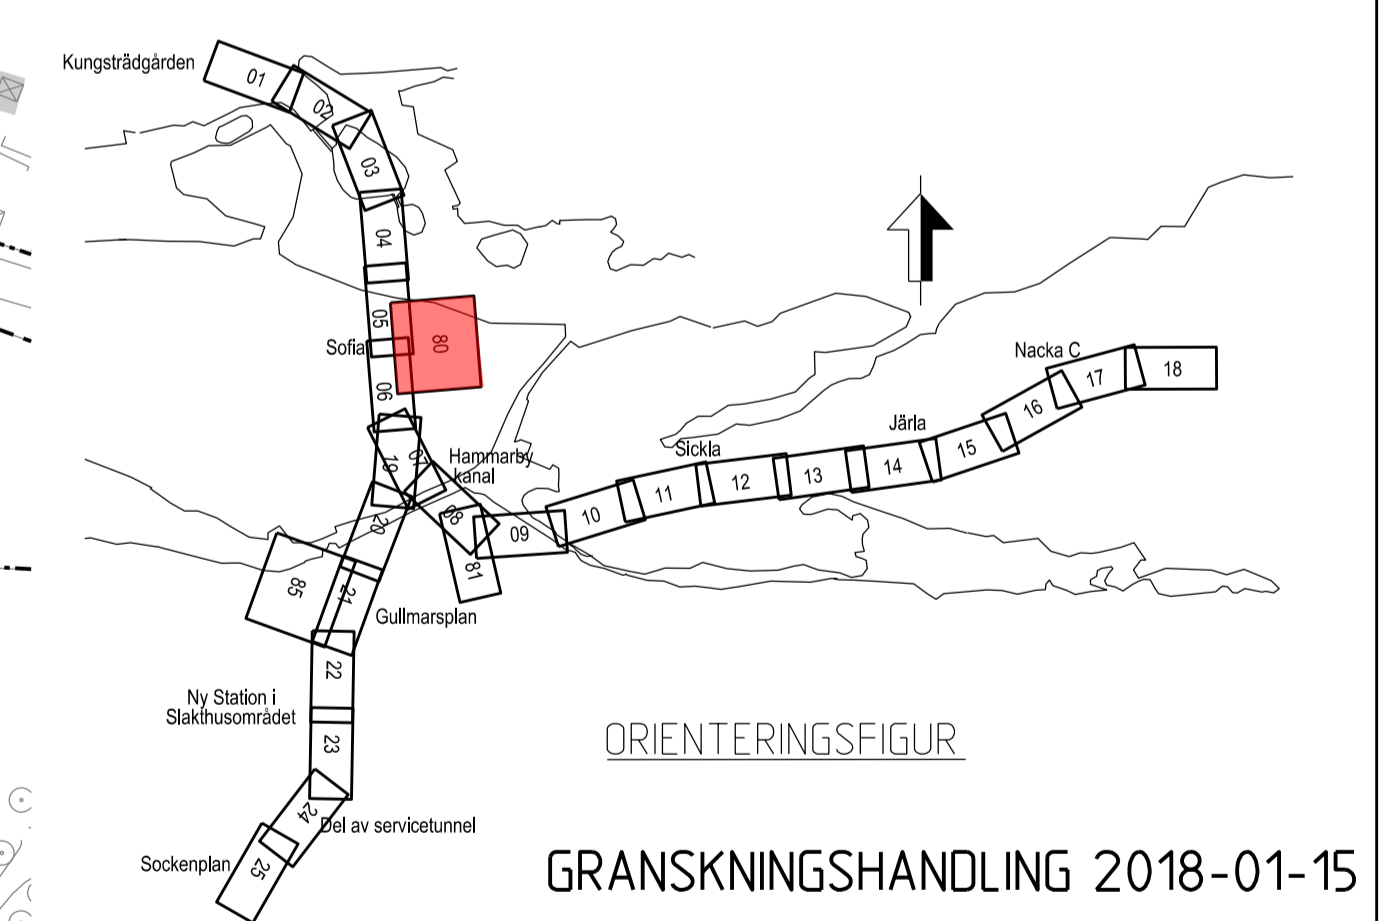 Kungsträdgården
01
02
03
04
05
80
Sofia
06
Nacka C
18
17
16
Järla
15
Sickla
14
13
12
11
10
Hammarby
kanal
07
19
08
09
20
81
85
21
Gullmarsplan
22
Ny Station i
Slakthusområdet
23
ORIENTERINGSFIGUR
24
Del av servicetunnel
Sockenplan
25
GRANSKNINGSHANDLING 2018-01-15